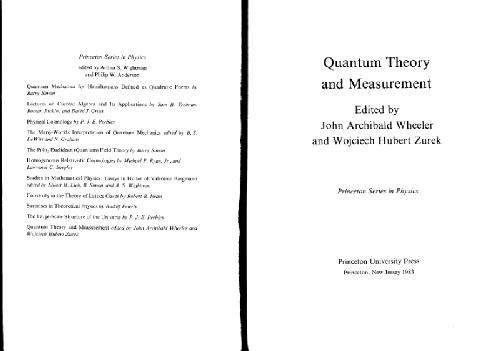 Princeton Series in Physics
edited by Arthur S. Wightman
and Philip W. Anderson
Quantum Mechanics for Hamiltonians Defined as Quadratic Forms by
Barry Simon
Lectures on Current Algebra and Its Applications by Sam B. Treiman,
Roman Jackiw, and David J. Gross
Physical Cosmology by P. J. E. Peebles
The Many-Worlds Interpretation of Quantum Mechanics edited by B. S.
DeWitt and N. Graham
The P(φ)₂ Euclidean (Quantum) Field Theory by Barry Simon
Homogeneous Relativistic Cosmologies by Michael P. Ryan, Jr., and
Lawrence C. Shepley
Studies in Mathematical Physics: Essays in Honor of Valentine Bargmann
edited by Elliott H. Lieb, B. Simon and A. S. Wightman
Convexity in the Theory of Lattice Gases by Robert B. Israel
Surprises in Theoretical Physics by Rudolf Peierls
The Large-Scale Structure of the Universe by P. J. E. Peebles
Quantum Theory and Measurement edited by John Archibald Wheeler and
Wojciech Hubert Zurek
Quantum Theory
and Measurement
Edited by
John Archibald Wheeler
and Wojciech Hubert Zurek
Princeton Series in Physics
Princeton University Press
Princeton, New Jersey 1983